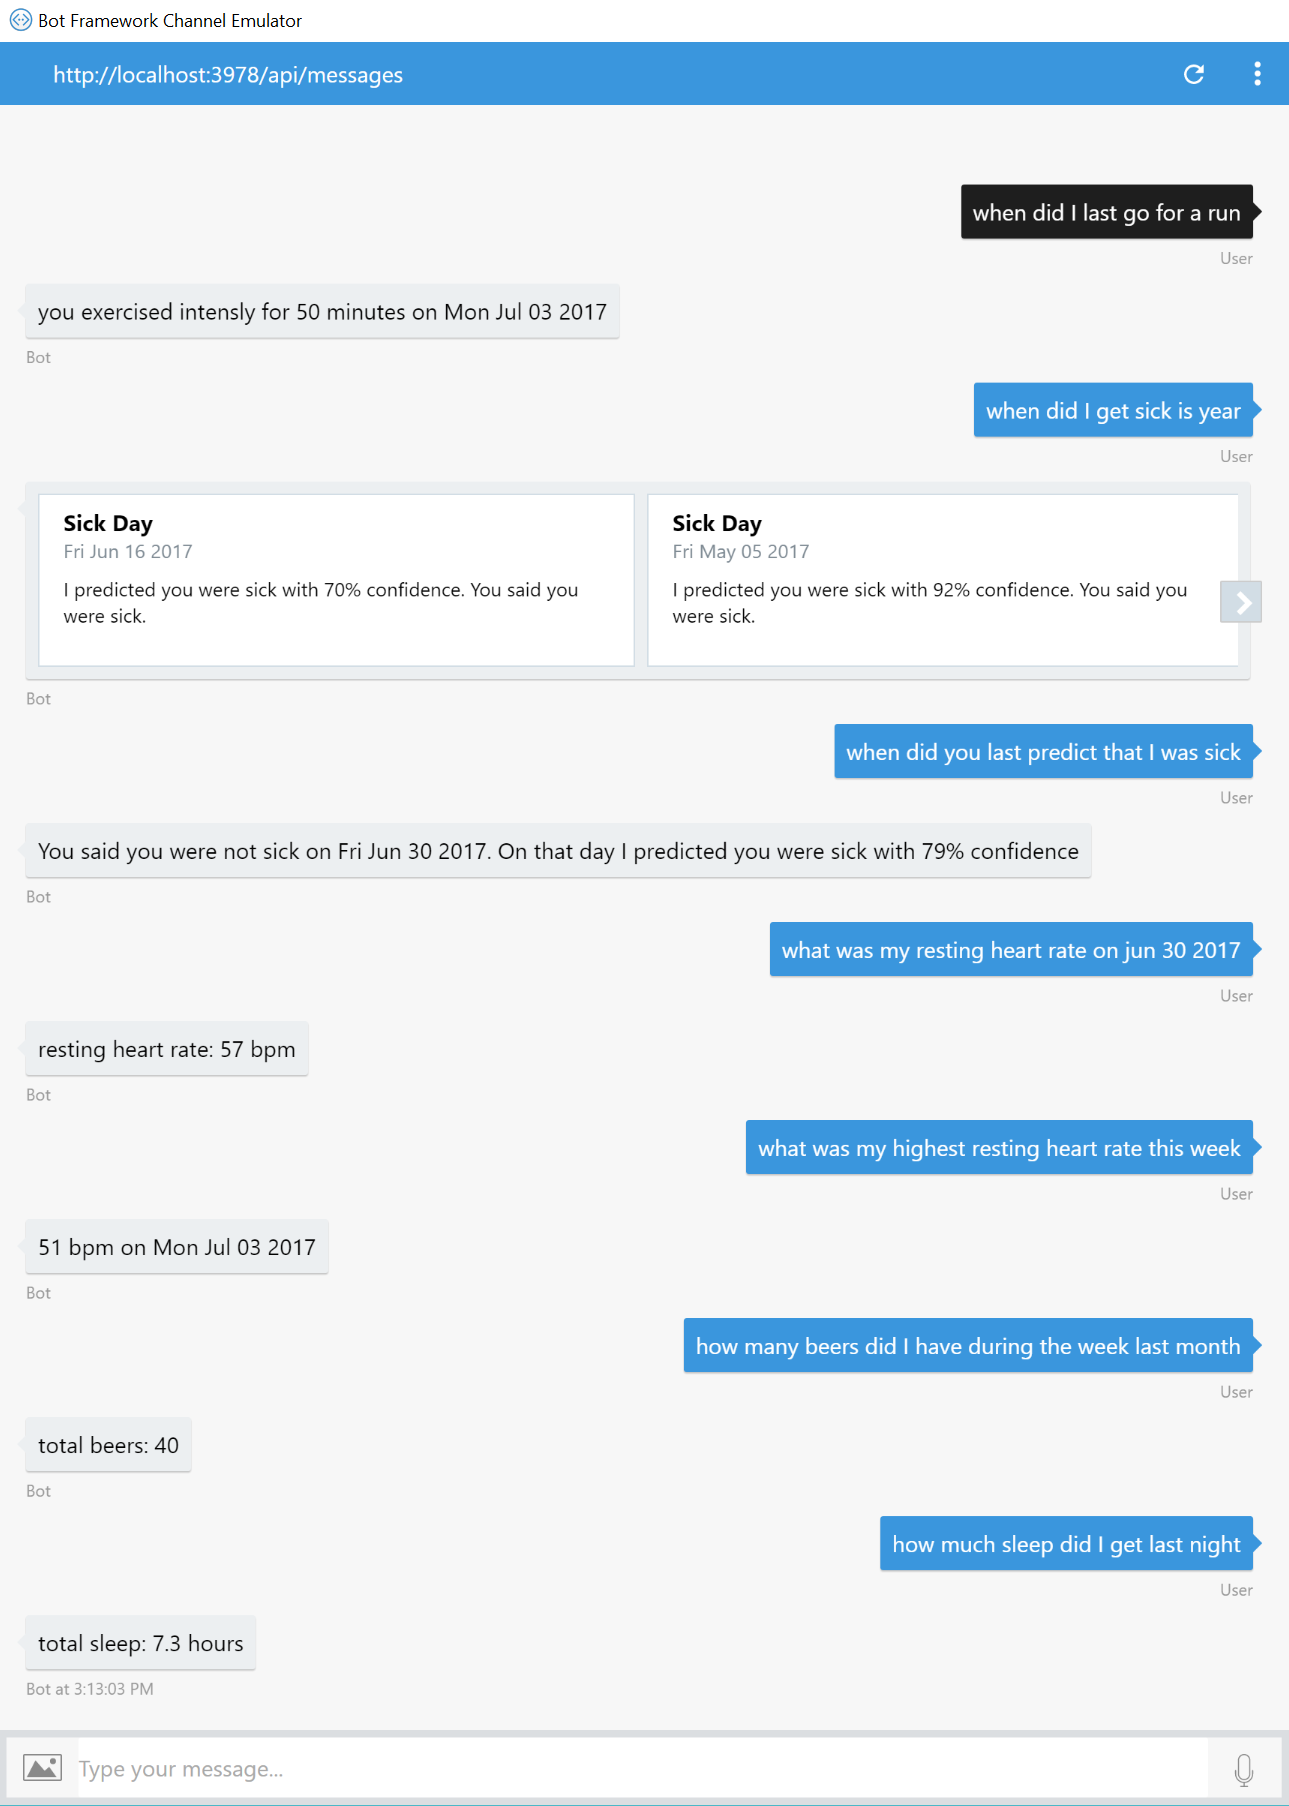 Bot Framework Channel Emulator
http://localhost:3978/api/messages
when did I last go for a run
User
you exercised intensly for 50 minutes on Mon Jul 03 2017
Bot
when did I get sick is year
User
Sick Day
Fri Jun 16 2017
I predicted you were sick with 70% confidence. You said you
were sick.
Sick Day
Fri May 05 2017
I predicted you were sick with 92% confidence. You said you
were sick.
Bot
when did you last predict that I was sick
User
You said you were not sick on Fri Jun 30 2017. On that day I predicted you were sick with 79% confidence
Bot
what was my resting heart rate on jun 30 2017
User
resting heart rate: 57 bpm
Bot
what was my highest resting heart rate this week
User
51 bpm on Mon Jul 03 2017
Bot
how many beers did I have during the week last month
User
total beers: 40
Bot
how much sleep did I get last night
User
total sleep: 7.3 hours
Bot at 3:13:03 PM
Type your message...